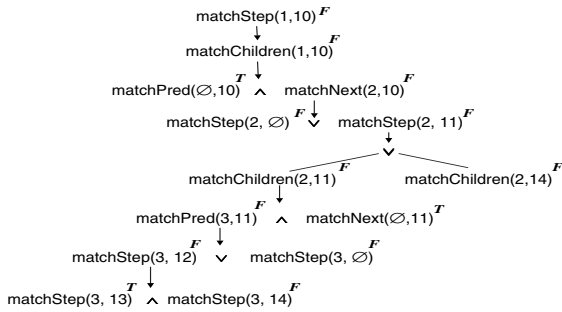 matchStep(1,10) F
matchChildren(1,10) F
matchPred(∅,10) T ∧ matchNext(2,10) F
matchStep(2, ∅) F ∨ matchStep(2, 11) F
∨
matchChildren(2,11) F matchChildren(2,14) F
matchPred(3,11) F ∧ matchNext(∅,11) T
matchStep(3, 12) F ∨ matchStep(3, ∅) F
matchStep(3, 13) T ∧ matchStep(3, 14) F